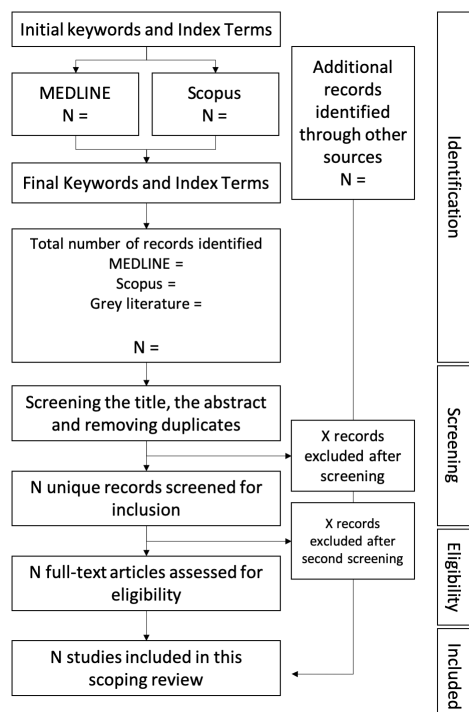 Initial keywords and Index Terms
MEDLINE
N =
Scopus
N =
Additional
records
identified
through other
sources
N =
Final Keywords and Index Terms
Total number of records identified
MEDLINE =
Scopus =
Grey literature =
N =
Identification
Screening the title, the abstract
and removing duplicates
X records
excluded after
screening
N unique records screened for
inclusion
Screening
X records
excluded after
second screening
N full-text articles assessed for
eligibility
Eligibility
N studies included in this
scoping review
Included